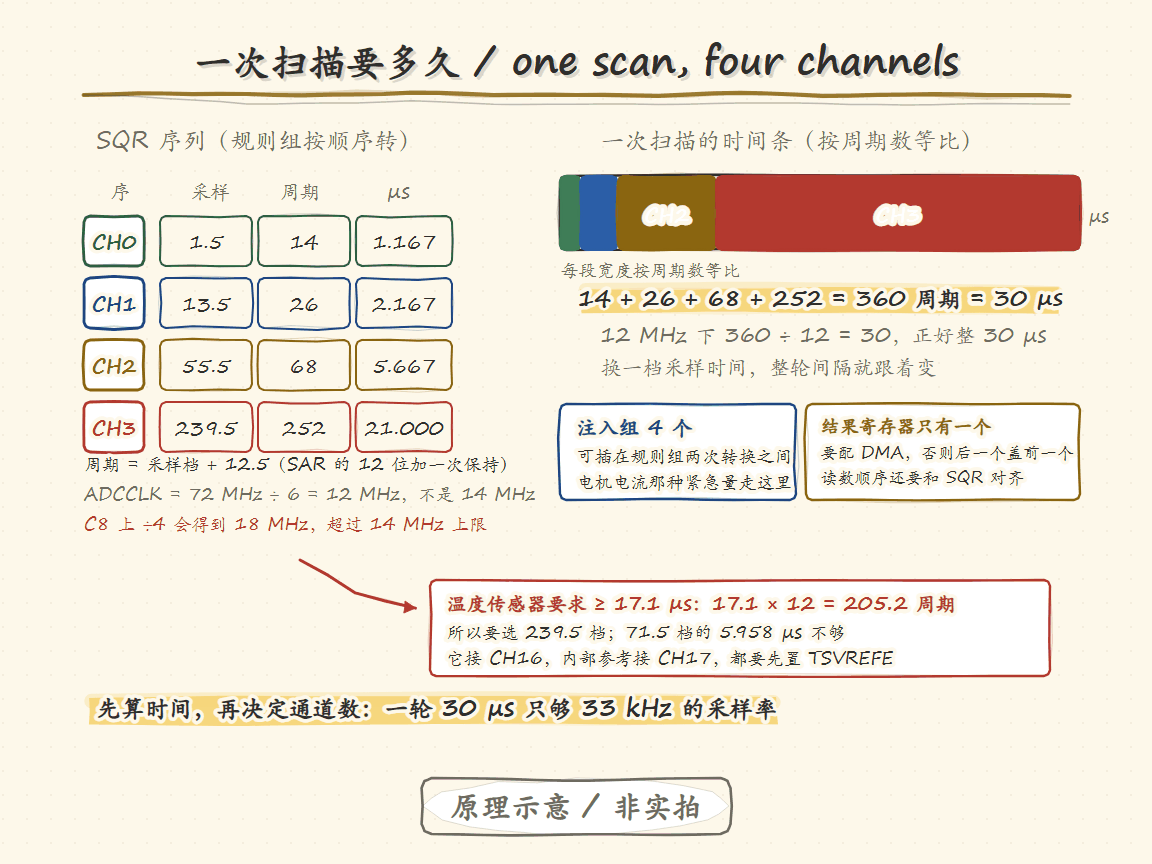 一次扫描要多久 / one scan, four channels
SQR 序列（规则组按顺序转）
序 采样 周期 μs
CH0 1.5 14 1.167
CH1 13.5 26 2.167
CH2 55.5 68 5.667
CH3 239.5 252 21.000
周期 = 采样档 + 12.5（SAR 的 12 位加一次保持）
ADCCLK = 72 MHz ÷ 6 = 12 MHz，不是 14 MHz
C8 上 ÷4 会得到 18 MHz，超过 14 MHz 上限
一次扫描的时间条（按周期数等比）
CH2 CH3 μs
每段宽度按周期数等比
14 + 26 + 68 + 252 = 360 周期 = 30 μs
12 MHz 下 360 ÷ 12 = 30，正好整 30 μs
换一档采样时间，整轮间隔就跟着变
注入组 4 个
可插在规则组两次转换之间
电机电流那种紧急量走这里
结果寄存器只有一个
要配 DMA，否则后一个盖前一个
读数顺序还要和 SQR 对齐
温度传感器要求 ≥ 17.1 μs：17.1 × 12 = 205.2 周期
所以要选 239.5 档；71.5 档的 5.958 μs 不够
它接 CH16，内部参考接 CH17，都要先置 TSVREFE
先算时间，再决定通道数：一轮 30 μs 只够 33 kHz 的采样率
原理示意 / 非实拍